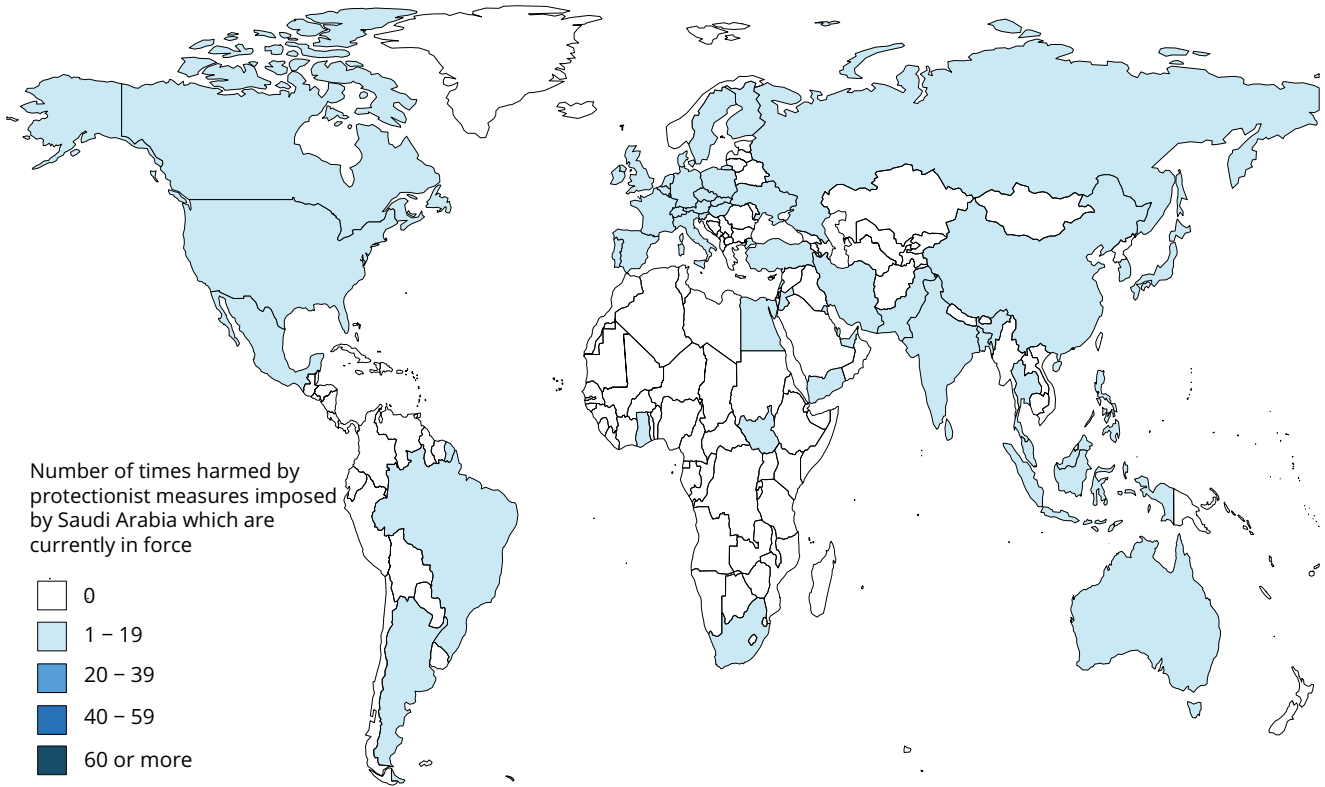 Number of times harmed by
protectionist measures imposed
by Saudi Arabia which are
currently in force
0
1 – 19
20 – 39
40 – 59
60 or more